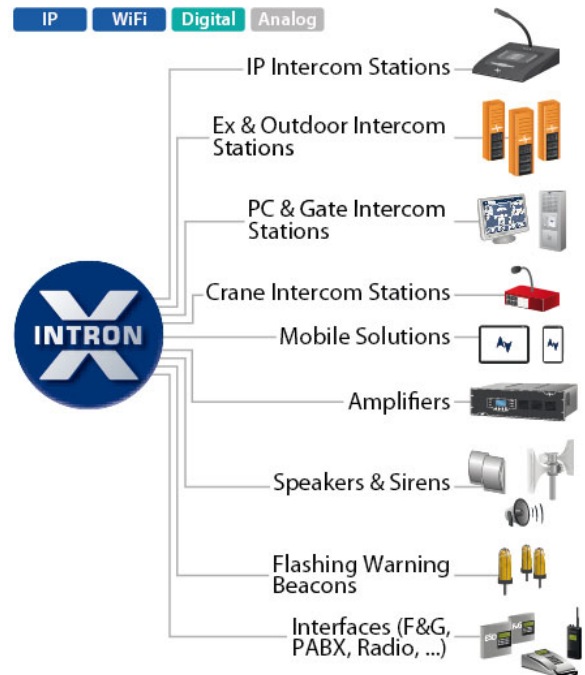 IP WiFi Digital Analog
IP Intercom Stations
Ex & Outdoor Intercom
Stations
PC & Gate Intercom
Stations
X
INTRON
Crane Intercom Stations
Mobile Solutions
Amplifiers
Speakers & Sirens
Flashing Warning
Beacons
Interfaces (F&G,
PABX, Radio, ...)
ESD
F&G